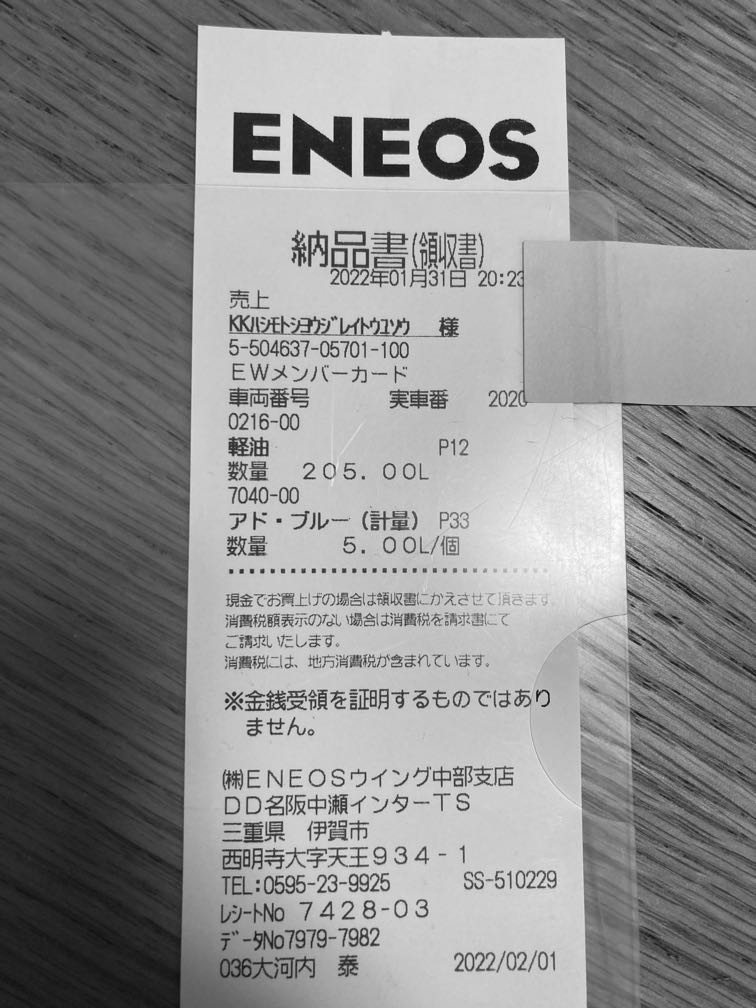 ENEOS
納品書(領収書)
2022年01月31日 20:23
売上
KKハシモトシヨウジレイトウユソウ 様
5-504637-05701-100
EWメンバーカード
車両番号 実車番 2020
0216-00
軽油 P12
数量 205.00L
7040-00
アド・ブルー(計量) P33
数量 5.00L/個
現金でお買上げの場合は領収書にかえさせて頂きます。
消費税額表示のない場合は消費税を請求書にて
ご請求いたします。
消費税には、地方消費税が含まれています。
※金銭受領を証明するものではあり
ません。
㈱ENEOSウイング中部支店
DD名阪中瀬インターTS
三重県 伊賀市
西明寺大字天王934-1
TEL:0595-23-9925 SS-510229
レシートNo 7428-03
データNo7979-7982
036大河内 泰 2022/02/01